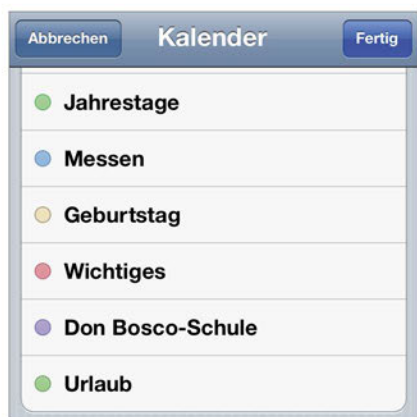 Abbrechen Kalender Fertig
Jahrestage
Messen
Geburtstag
Wichtiges
Don Bosco-Schule
Urlaub